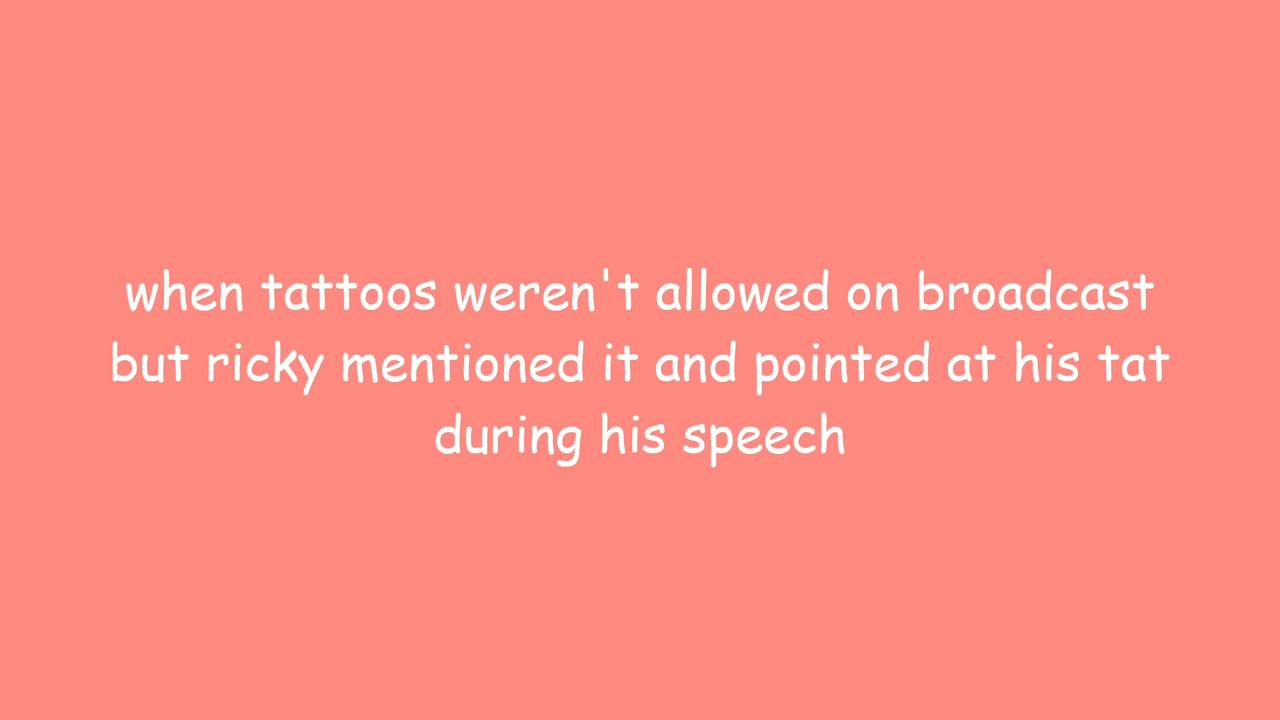 when tattoos weren't allowed on broadcast
but ricky mentioned it and pointed at his tat
during his speech